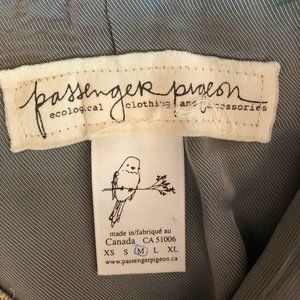 passenger pigeon
ecological clothing and accessories
made in/fabriqué au
Canada CA 51006
XS S M L XL
www.passengerpigeon.ca